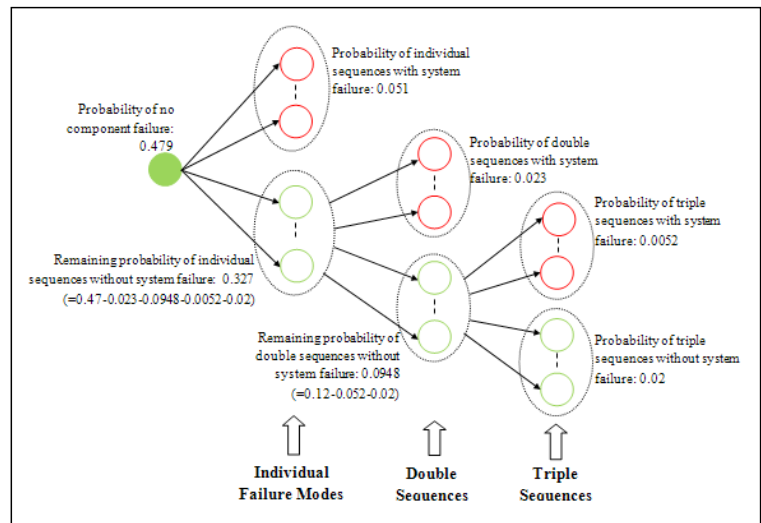 Probability of individual
sequences with system
failure: 0.051
Probability of no
component failure:
0.479
Probability of double
sequences with system
failure: 0.023
Probability of triple
sequences with system
failure: 0.0052
Remaining probability of individual
sequences without system failure: 0.327
(=0.47-0.023-0.0948-0.0052-0.02)
Remaining probability of
double sequences without
system failure: 0.0948
(=0.12-0.052-0.02)
Probability of triple
sequences without system
failure: 0.02
Individual
Failure Modes
Double
Sequences
Triple
Sequences